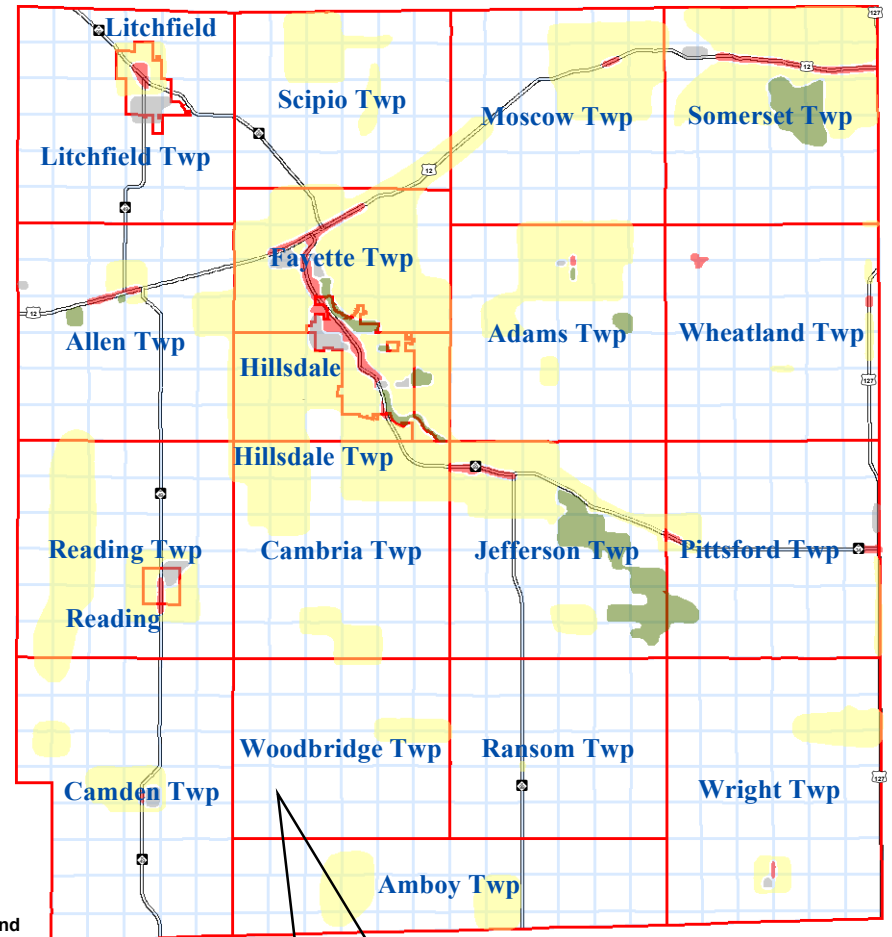 Litchfield
127
Scipio Twp
12
Moscow Twp
Somerset Twp
Litchfield Twp
12
Fayette Twp
12
Allen Twp
Adams Twp
Wheatland Twp
Hillsdale
127
Hillsdale Twp
Reading Twp
Cambria Twp
Jefferson Twp
Pittsford Twp
Reading
Woodbridge Twp
Ransom Twp
Camden Twp
Wright Twp
127
Amboy Twp
nd